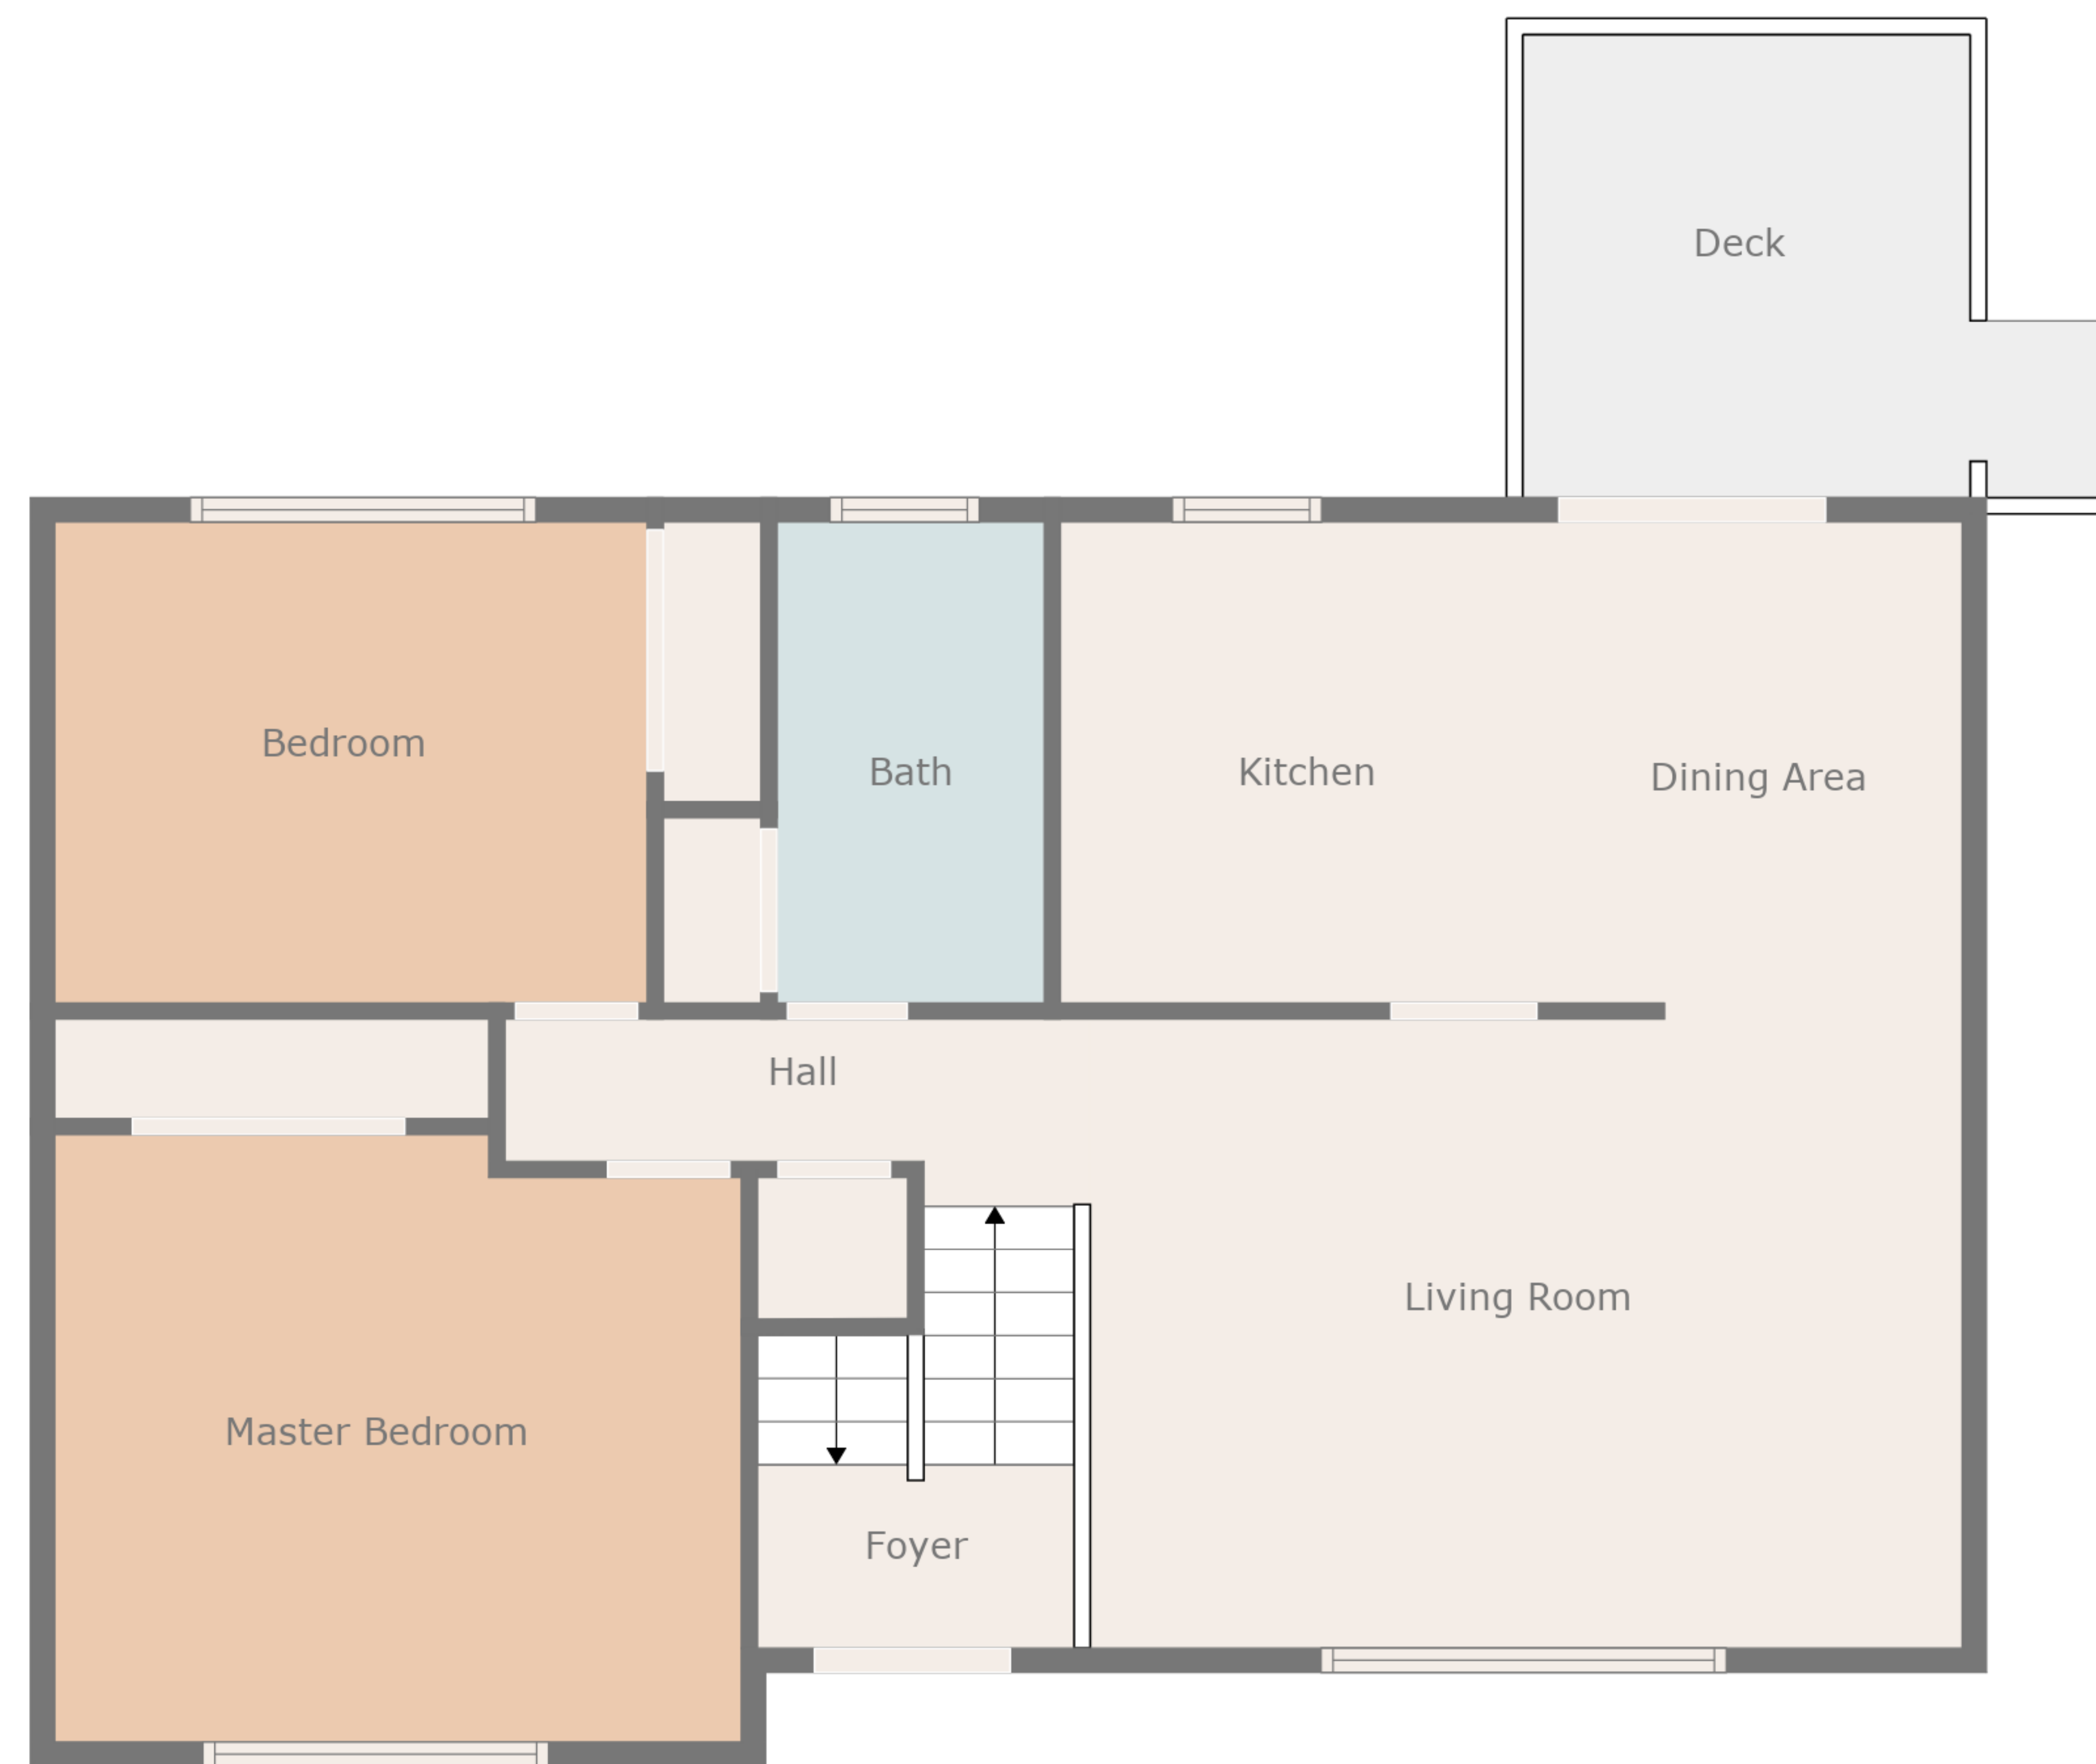 Deck
Bedroom
Bath
Kitchen
Dining Area
Hall
Living Room
Master Bedroom
Foyer